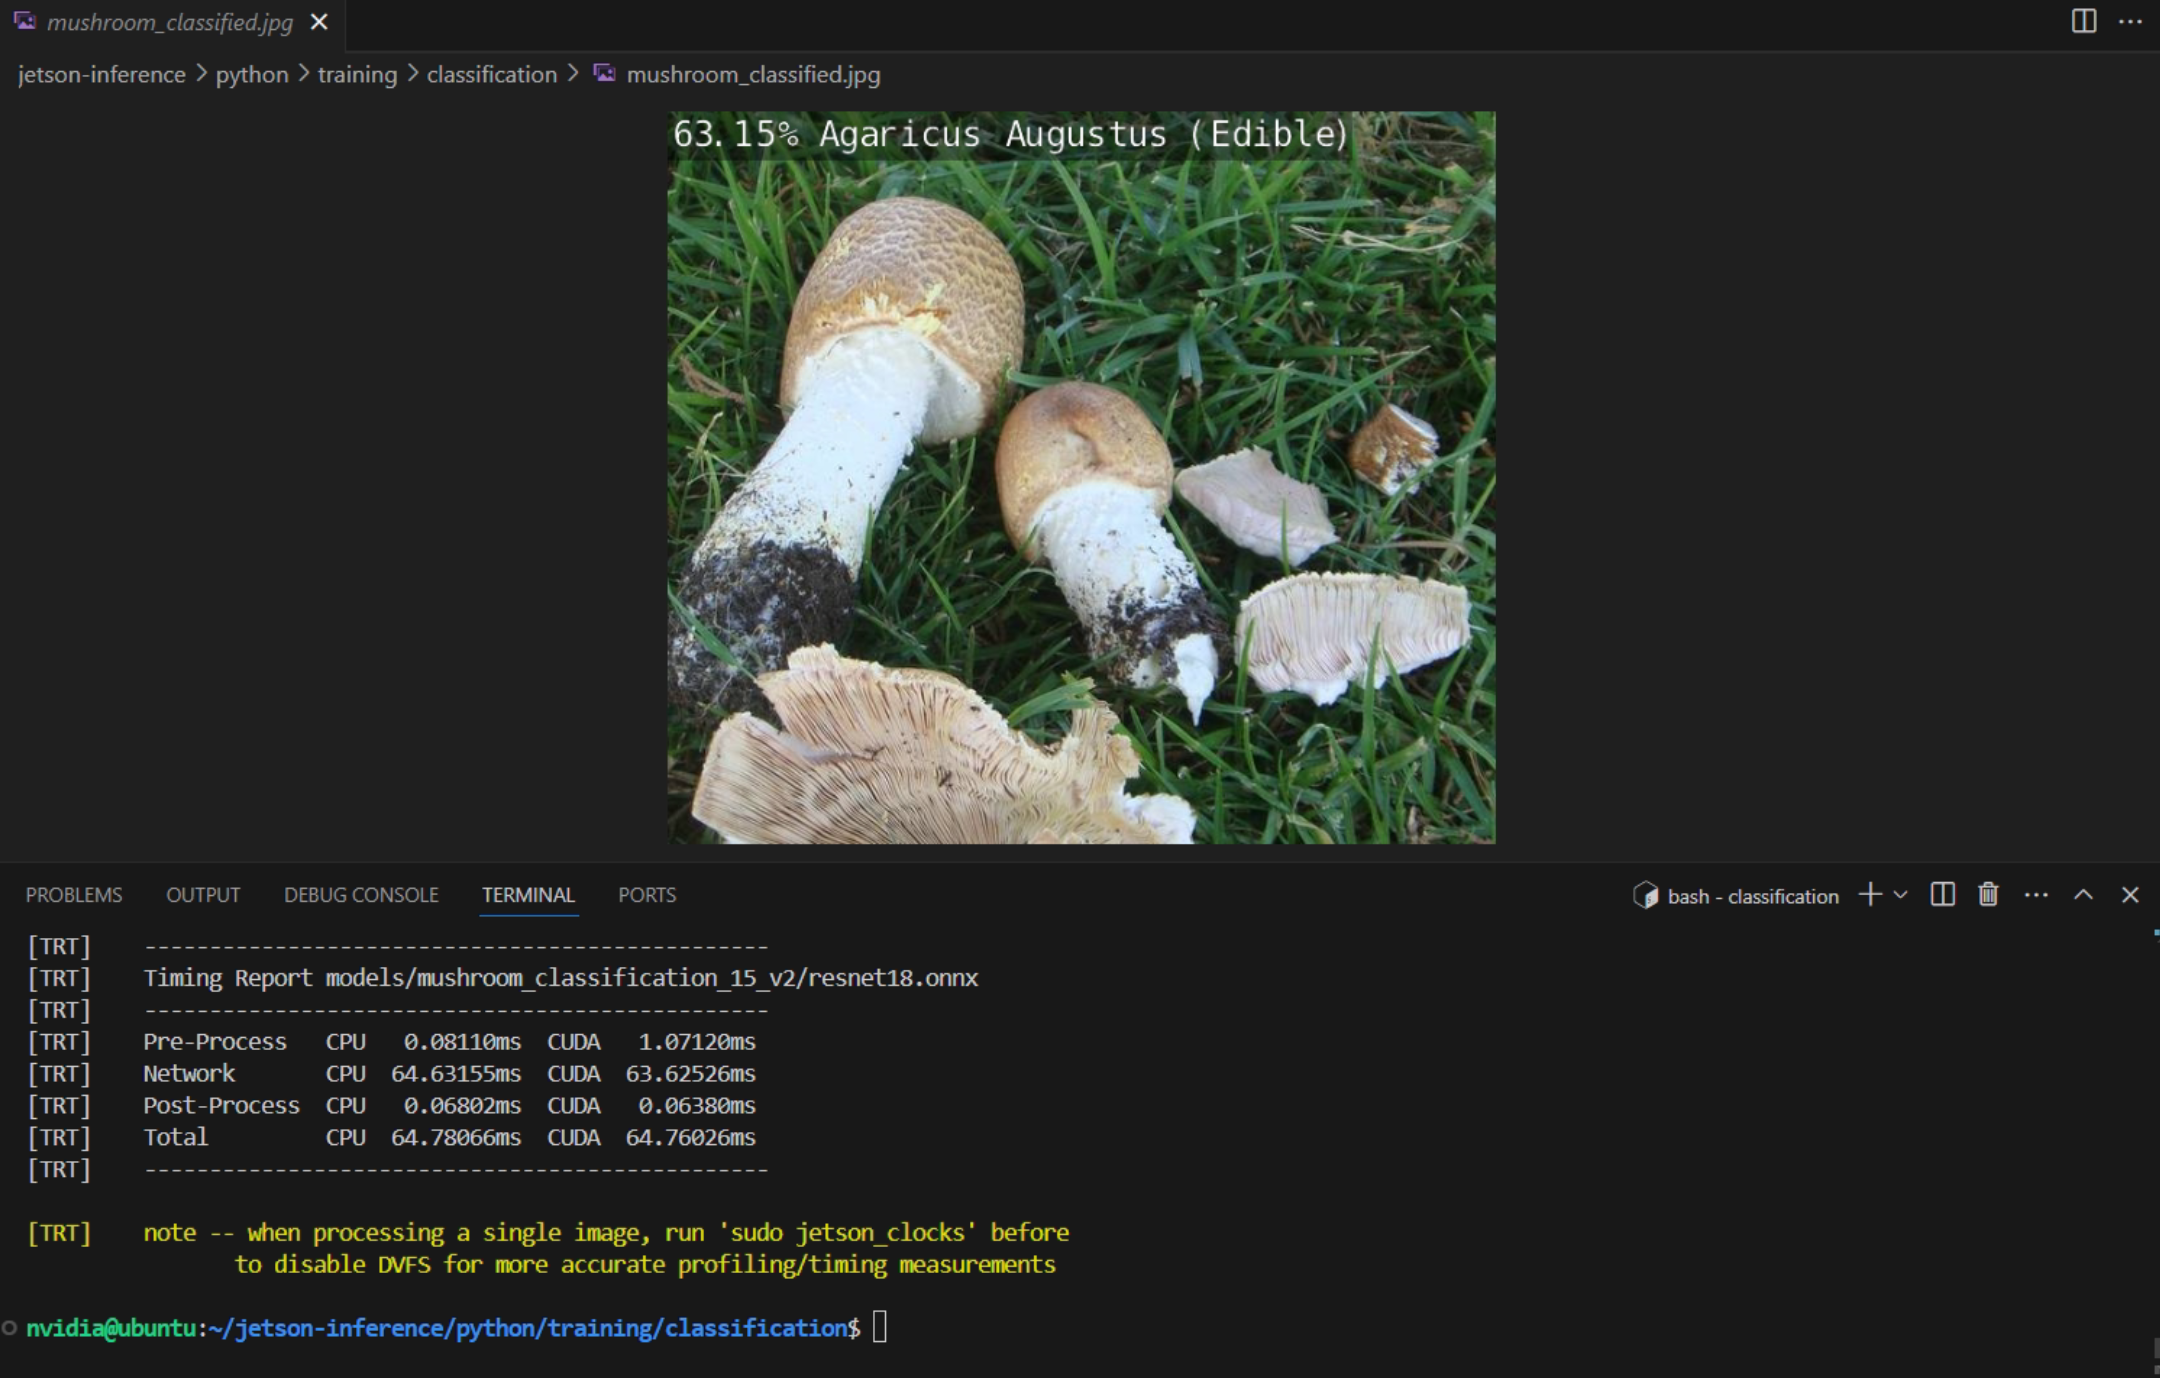 mushroom_classified.jpg
jetson-inference > python > training > classification > mushroom_classified.jpg
63.15% Agaricus Augustus (Edible)
PROBLEMS OUTPUT DEBUG CONSOLE TERMINAL PORTS bash - classification
[TRT] ------------------------------------------------
[TRT] Timing Report models/mushroom_classification_15_v2/resnet18.onnx
[TRT] ------------------------------------------------
[TRT] Pre-Process CPU 0.08110ms CUDA 1.07120ms
[TRT] Network CPU 64.63155ms CUDA 63.62526ms
[TRT] Post-Process CPU 0.06802ms CUDA 0.06380ms
[TRT] Total CPU 64.78066ms CUDA 64.76026ms
[TRT] ------------------------------------------------
[TRT] note -- when processing a single image, run 'sudo jetson_clocks' before
to disable DVFS for more accurate profiling/timing measurements
nvidia@ubuntu:~/jetson-inference/python/training/classification$